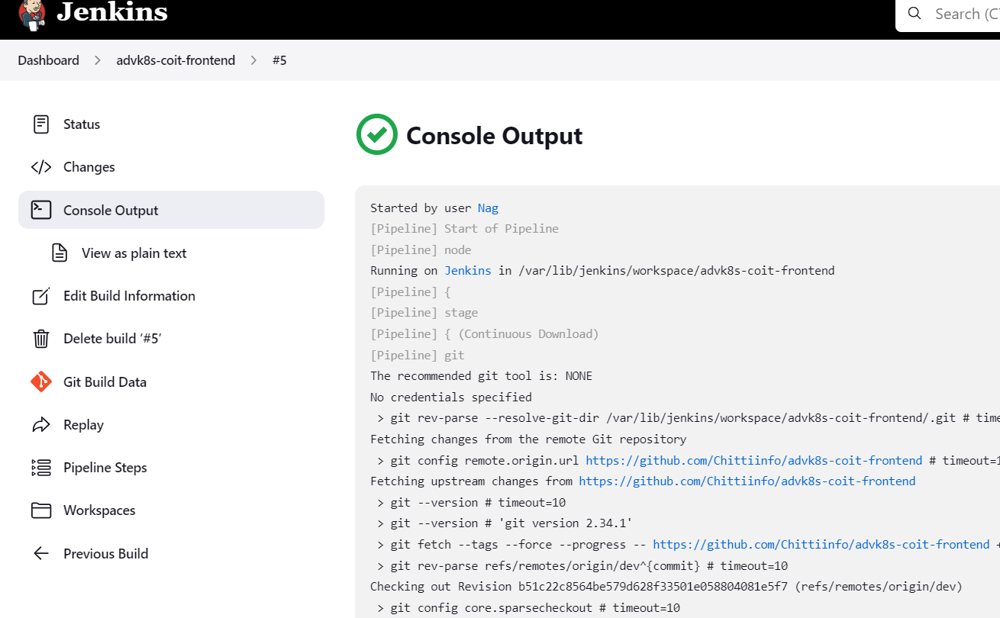 Jenkins
Search (CT
Dashboard > advk8s-coit-frontend > #5
Status
Changes
Console Output
View as plain text
Edit Build Information
Delete build ‘#5’
Git Build Data
Replay
Pipeline Steps
Workspaces
Previous Build
Console Output
Started by user Nag
[Pipeline] Start of Pipeline
[Pipeline] node
Running on Jenkins in /var/lib/jenkins/workspace/advk8s-coit-frontend
[Pipeline] {
[Pipeline] stage
[Pipeline] { (Continuous Download)
[Pipeline] git
The recommended git tool is: NONE
No credentials specified
> git rev-parse --resolve-git-dir /var/lib/jenkins/workspace/advk8s-coit-frontend/.git # time
Fetching changes from the remote Git repository
> git config remote.origin.url https://github.com/Chittiinfo/advk8s-coit-frontend # timeout=1
Fetching upstream changes from https://github.com/Chittiinfo/advk8s-coit-frontend
> git --version # timeout=10
> git --version # 'git version 2.34.1'
> git fetch --tags --force --progress -- https://github.com/Chittiinfo/advk8s-coit-frontend +
> git rev-parse refs/remotes/origin/dev^{commit} # timeout=10
Checking out Revision b51c22c8564be579d628f33501e058804081e5f7 (refs/remotes/origin/dev)
> git config core.sparsecheckout # timeout=10